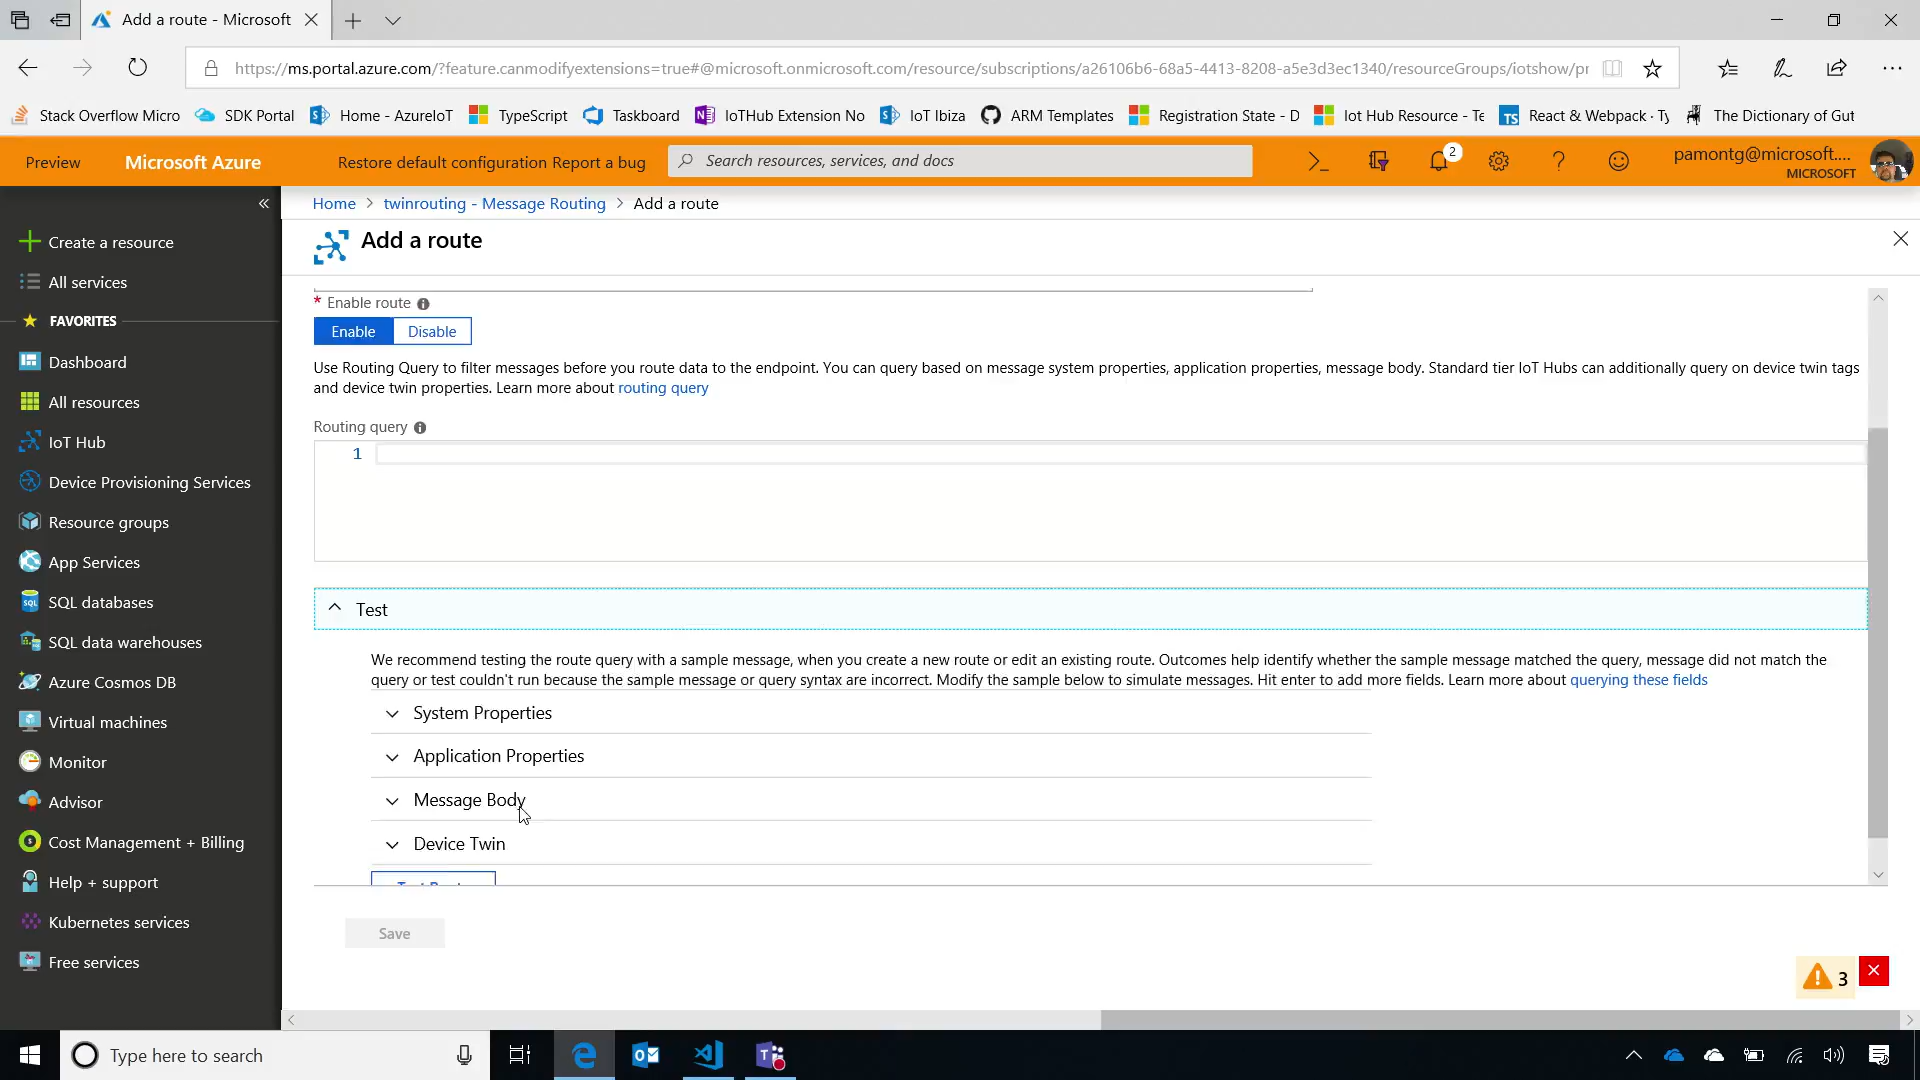 Add a route - Microsoft
https://ms.portal.azure.com/?feature.canmodifyextensions=true#@microsoft.onmicrosoft.com/resource/subscriptions/a26106b6-68a5-4413-8208-a5e3d3ec1340/resourceGroups/iotshow/pr
Stack Overflow Micro
SDK Portal
Home - AzureIoT
TypeScript
Taskboard
IoTHub Extension No
IoT Ibiza
ARM Templates
Registration State - D
Iot Hub Resource - Te
React & Webpack · Ty
The Dictionary of Gut
Preview
Microsoft Azure
Restore default configuration
Report a bug
Search resources, services, and docs
2
pamontg@microsoft....
MICROSOFT
Home > twinrouting - Message Routing > Add a route
Create a resource
All services
FAVORITES
Dashboard
All resources
IoT Hub
Device Provisioning Services
Resource groups
App Services
SQL databases
SQL data warehouses
Azure Cosmos DB
Virtual machines
Monitor
Advisor
Cost Management + Billing
Help + support
Kubernetes services
Free services
Add a route
* Enable route
Enable
Disable
Use Routing Query to filter messages before you route data to the endpoint. You can query based on message system properties, application properties, message body. Standard tier IoT Hubs can additionally query on device twin tags
and device twin properties. Learn more about routing query
Routing query
1
Test
We recommend testing the route query with a sample message, when you create a new route or edit an existing route. Outcomes help identify whether the sample message matched the query, message did not match the
query or test couldn't run because the sample message or query syntax are incorrect. Modify the sample below to simulate messages. Hit enter to add more fields. Learn more about querying these fields
System Properties
Application Properties
Message Body
Device Twin
Save
3
Type here to search